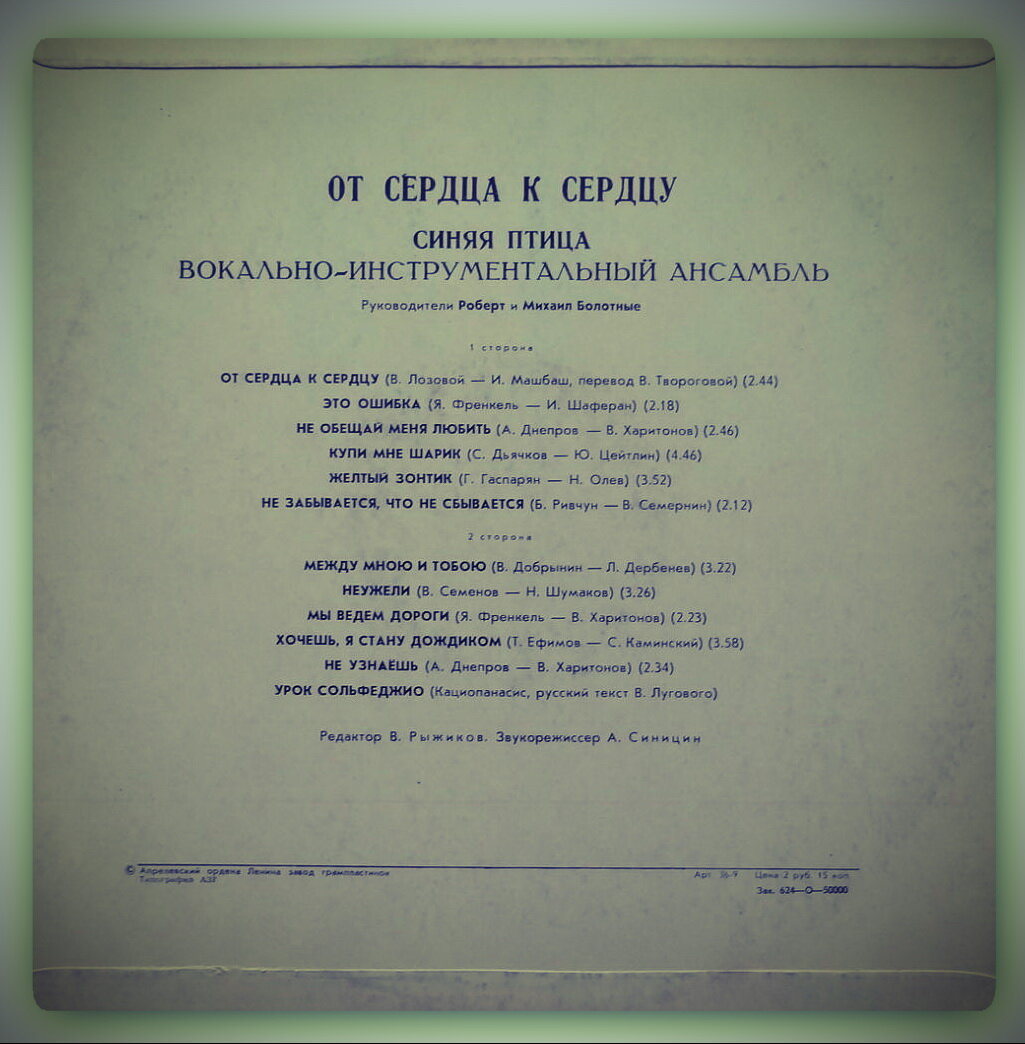 ОТ СЕРДЦА К СЕРДЦУ
СИНЯЯ ПТИЦА
ВОКАЛЬНО-ИНСТРУМЕНТАЛЬНЫЙ АНСАМБЛЬ
Руководители Роберт и Михаил Болотные
1 сторона
ОТ СЕРДЦА К СЕРДЦУ (В. Лозовой — И. Машбаш, перевод В. Твороговой) (2.44)
ЭТО ОШИБКА (Я. Френкель — И. Шаферан) (2.18)
НЕ ОБЕЩАЙ МЕНЯ ЛЮБИТЬ (А. Днепров — В. Харитонов) (2.46)
КУПИ МНЕ ШАРИК (С. Дьячков — Ю. Цейтлин) (4.46)
ЖЕЛТЫЙ ЗОНТИК (Г. Гаспарян — Н. Олев) (3.52)
НЕ ЗАБЫВАЕТСЯ, ЧТО НЕ СБЫВАЕТСЯ (Б. Ривчун — В. Семернин) (2.12)
2 сторона
МЕЖДУ МНОЮ И ТОБОЮ (В. Добрынин — Л. Дербенев) (3.22)
НЕУЖЕЛИ (В. Семенов — Н. Шумаков) (3.26)
МЫ ВЕДЕМ ДОРОГИ (Я. Френкель — В. Харитонов) (2.23)
ХОЧЕШЬ, Я СТАНУ ДОЖДИКОМ (Т. Ефимов — С. Каминский) (3.58)
НЕ УЗНАЁШЬ (А. Днепров — В. Харитонов) (2.34)
УРОК СОЛЬФЕДЖИО (Кациопанасис, русский текст В. Лугового)
Редактор В. Рыжиков. Звукорежиссер А. Синицин
© Апрелевский ордена Ленина завод грампластинок
Типография АЗГ
Арт. Цена 2 руб. 15 коп.
Зак. 624—О—50000